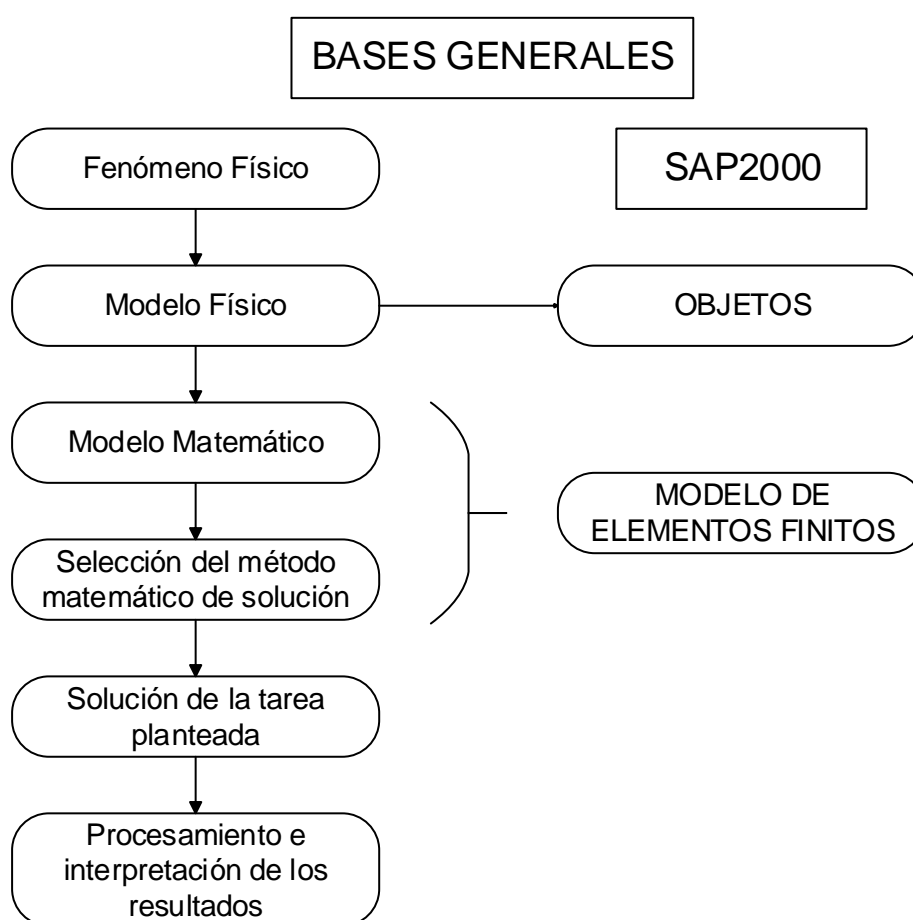 BASES GENERALES
Fenómeno Físico
SAP2000
Modelo Físico
OBJETOS
Modelo Matemático
MODELO DE
ELEMENTOS FINITOS
Selección del método
matemático de solución
Solución de la tarea
planteada
Procesamiento e
interpretación de los
resultados